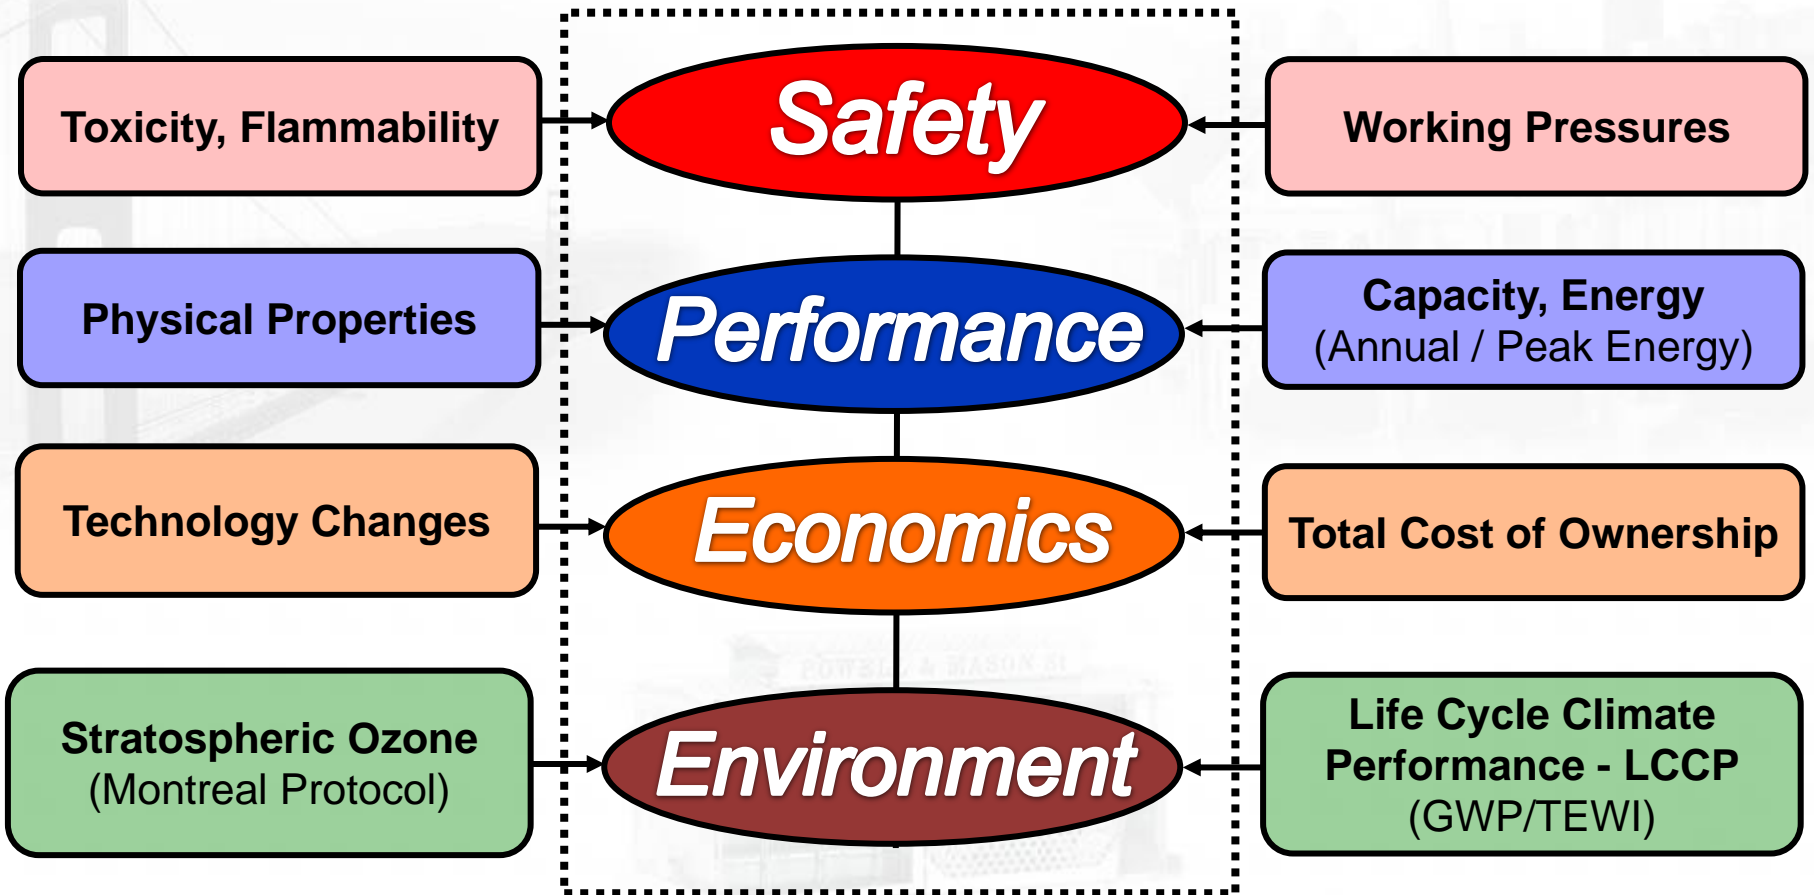 Toxicity, Flammability
Safety
Working Pressures
Physical Properties
Performance
Capacity, Energy
(Annual / Peak Energy)
Technology Changes
Economics
Total Cost of Ownership
Stratospheric Ozone
(Montreal Protocol)
Environment
Life Cycle Climate
Performance - LCCP
(GWP/TEWI)